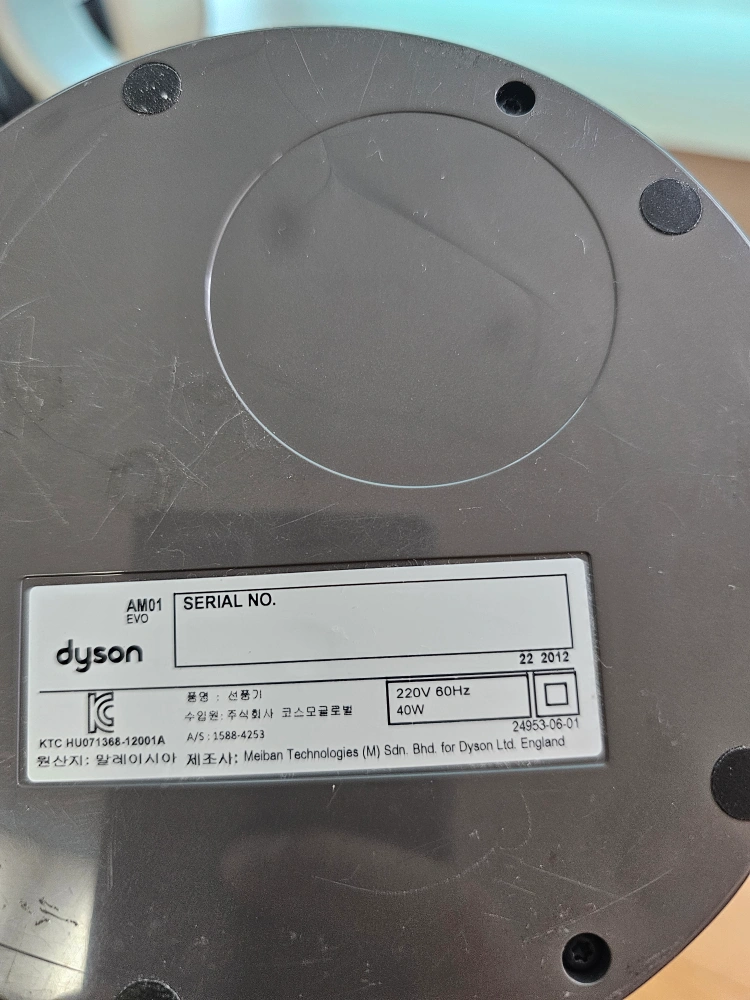 AM01
EVO
SERIAL NO.
dyson
22 2012
KTC HU071368-12001A
품명 : 선풍기
수입원: 주식회사 코스모글로벌
A/S : 1588-4253
220V 60Hz
40W
24953-06-01
원산지: 말레이시아 제조사: Meiban Technologies (M) Sdn. Bhd. for Dyson Ltd. England